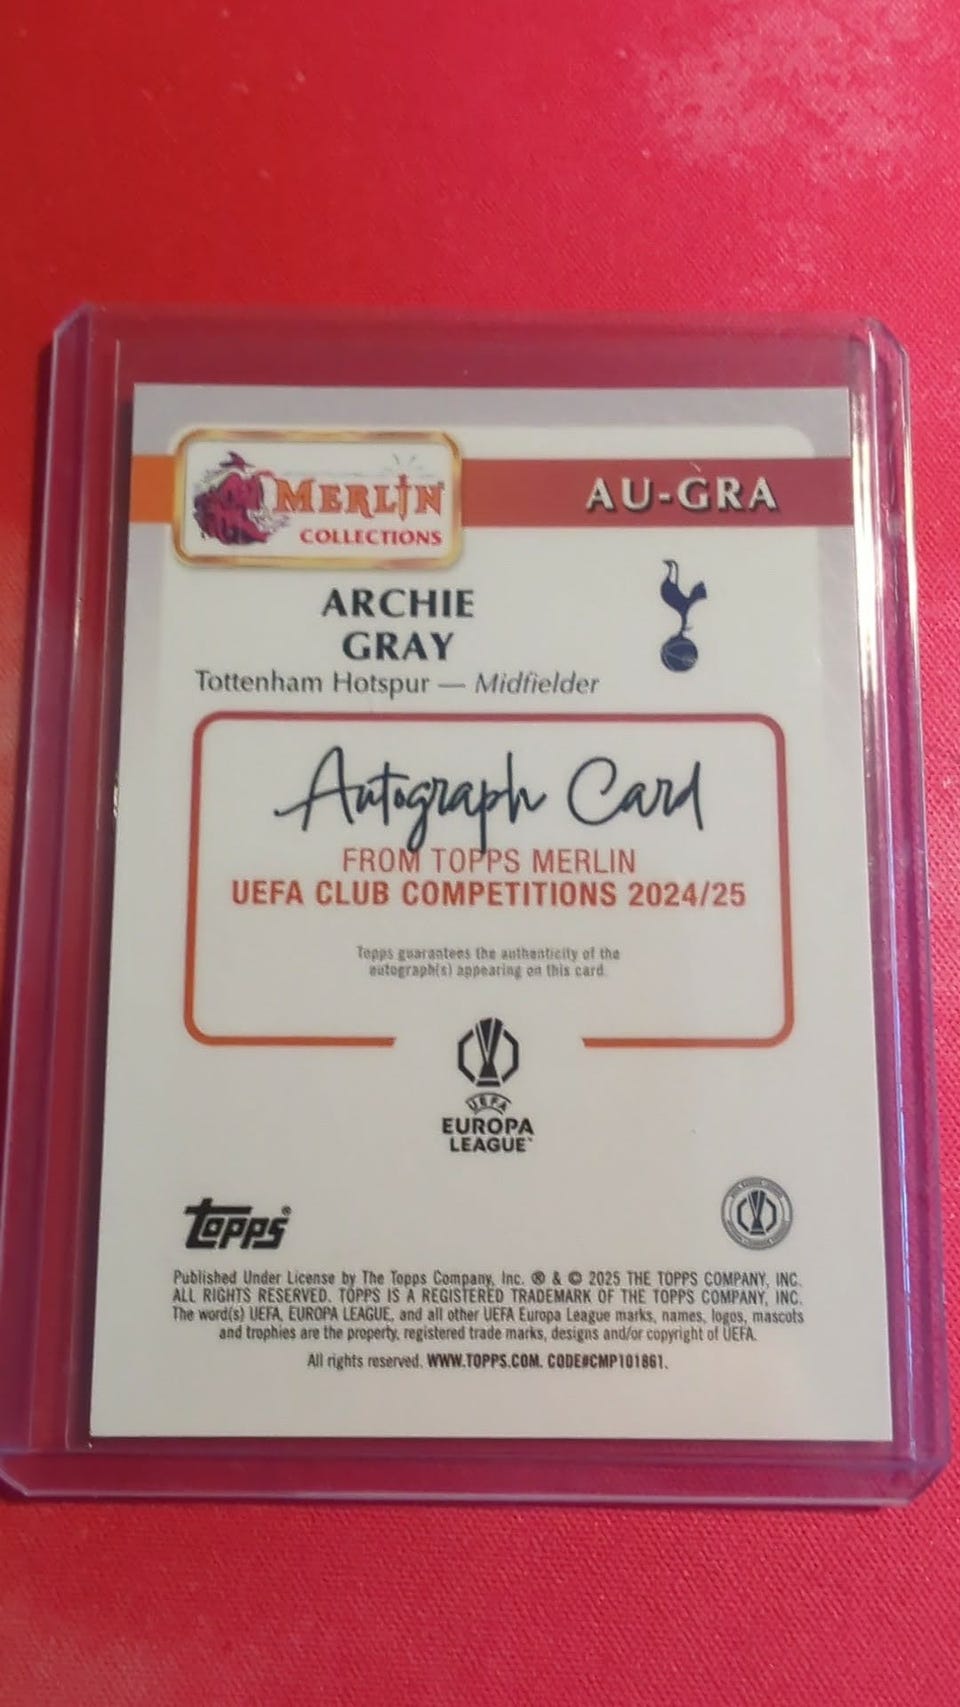 MERLIN
COLLECTIONS
AU-GRA
ARCHIE
GRAY
Tottenham Hotspur — Midfielder
Autograph Card
FROM TOPPS MERLIN
UEFA CLUB COMPETITIONS 2024/25
Topps guarantees the authenticity of the
autograph(s) appearing on this card.
UEFA
EUROPA
LEAGUE™
Topps®
Published Under License by The Topps Company, Inc. ® & © 2025 THE TOPPS COMPANY, INC.
ALL RIGHTS RESERVED. TOPPS IS A REGISTERED TRADEMARK OF THE TOPPS COMPANY, INC.
The word(s) UEFA, EUROPA LEAGUE, and all other UEFA Europa League marks, names, logos, mascots
and trophies are the property, registered trade marks, designs and/or copyright of UEFA.
All rights reserved. WWW.TOPPS.COM. CODE#CMP101861.